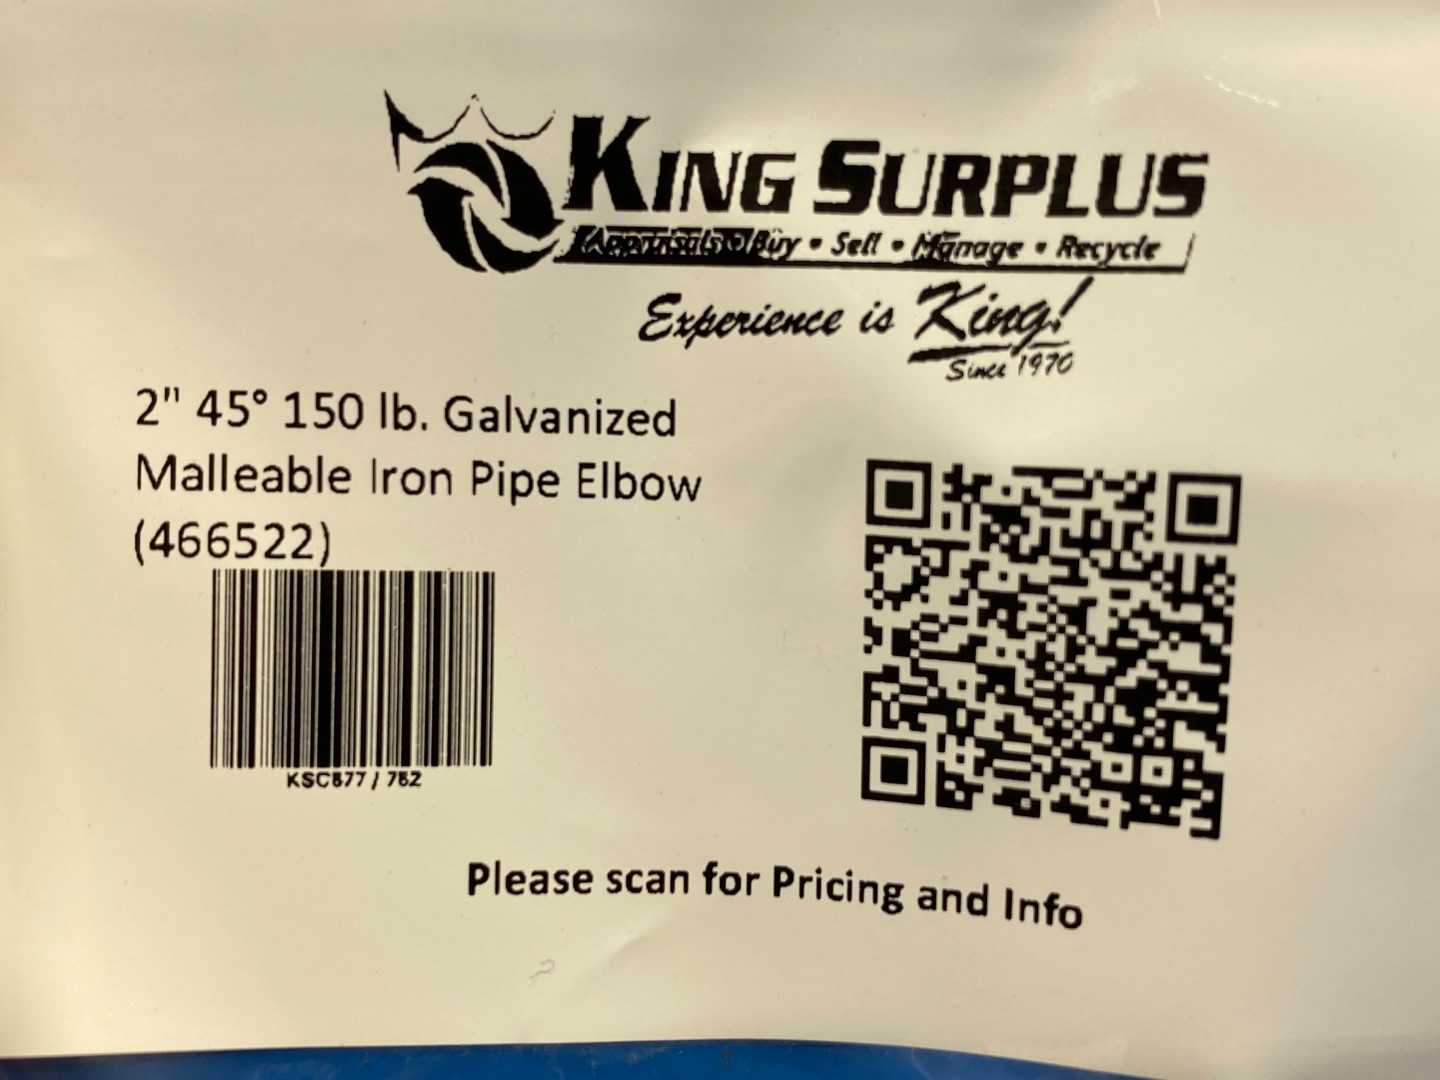 KING SURPLUS
Appraisals • Buy • Sell • Manage • Recycle
Experience is King!
Since 1970
2" 45° 150 lb. Galvanized
Malleable Iron Pipe Elbow
(466522)
Please scan for Pricing and Info